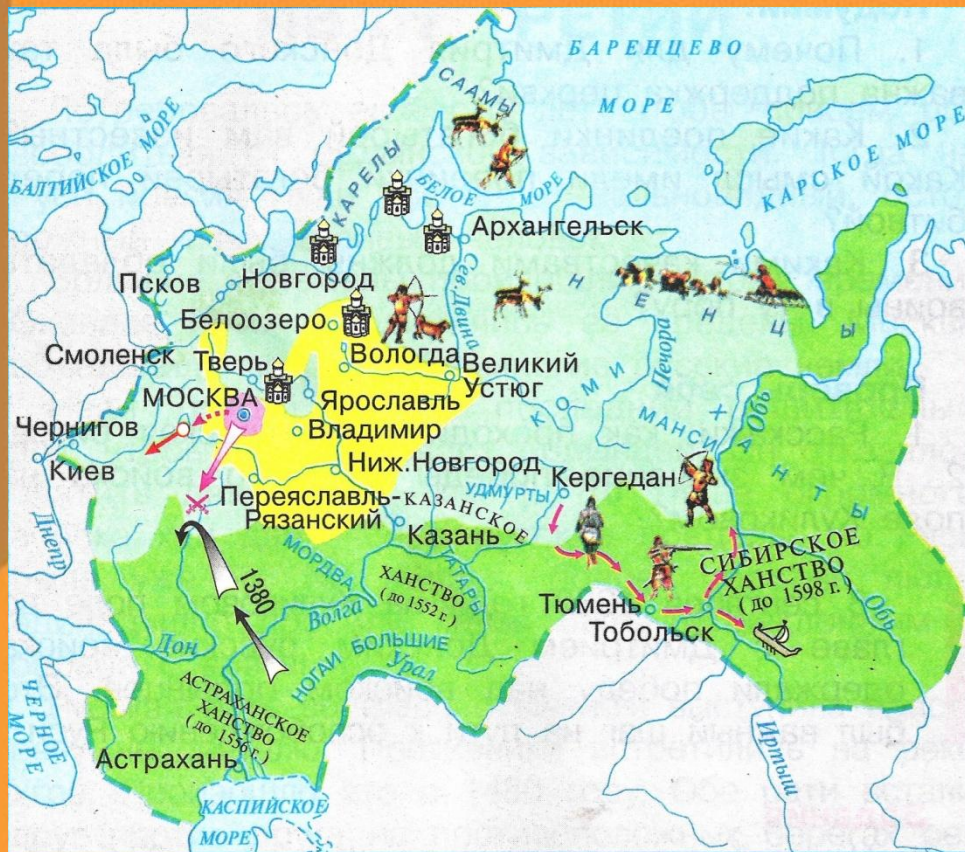 БАРЕНЦЕВО
МОРЕ
СААМЫ
КАРСКОЕ МОРЕ
БАЛТИЙСКОЕ МОРЕ
КАРЕЛЫ
БЕЛОЕ МОРЕ
Архангельск
Псков
Новгород
Сев.Двина
НЕНЦЫ
Белоозеро
Печора
Смоленск
Тверь
Вологда
Великий
Устюг
КОМИ
МАНСИ
ХАНТЫ
Обь
МОСКВА
Ярославль
Чернигов
Владимир
Киев
Ниж.Новгород
Кергедан
УДМУРТЫ
Переяславль-
Рязанский
КАЗАНСКОЕ
Казань
Днепр
МОРДВА
ТАТАРЫ
ХАНСТВО
(до 1552 г.)
СИБИРСКОЕ
ХАНСТВО
(до 1598 г.)
Обь
1380
Волга
Тюмень
Тобольск
Дон
НОГАИ БОЛЬШИЕ
Урал
ЧЕРНОЕ
МОРЕ
АСТРАХАНСКОЕ
ХАНСТВО
(до 1556 г.)
Иртыш
Астрахань
КАСПИЙСКОЕ
МОРЕ